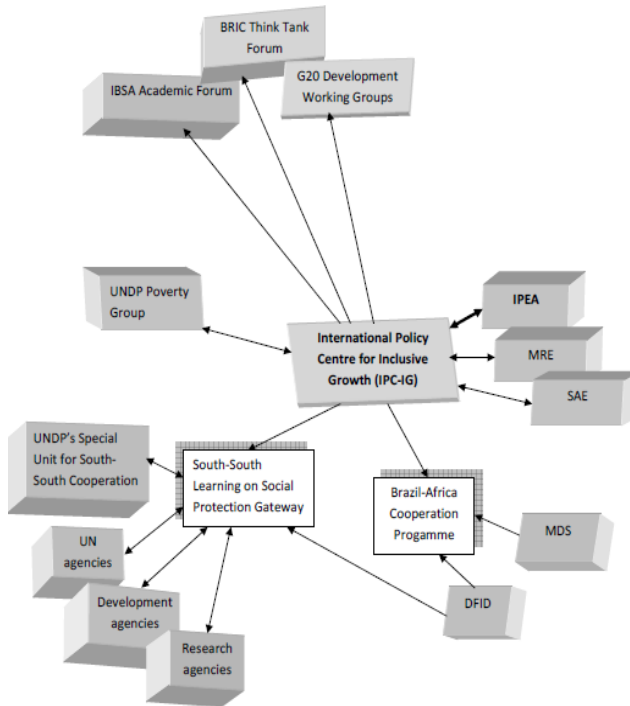 BRIC Think Tank
Forum
IBSA Academic Forum
G20 Development
Working Groups
UNDP Poverty
Group
International Policy
Centre for Inclusive
Growth (IPC-IG)
IPEA
MRE
SAE
UNDP's Special
Unit for South-
South Cooperation
South-South
Learning on Social
Protection Gateway
Brazil-Africa
Cooperation
Progamme
MDS
UN
agencies
Development
agencies
DFID
Research
agencies